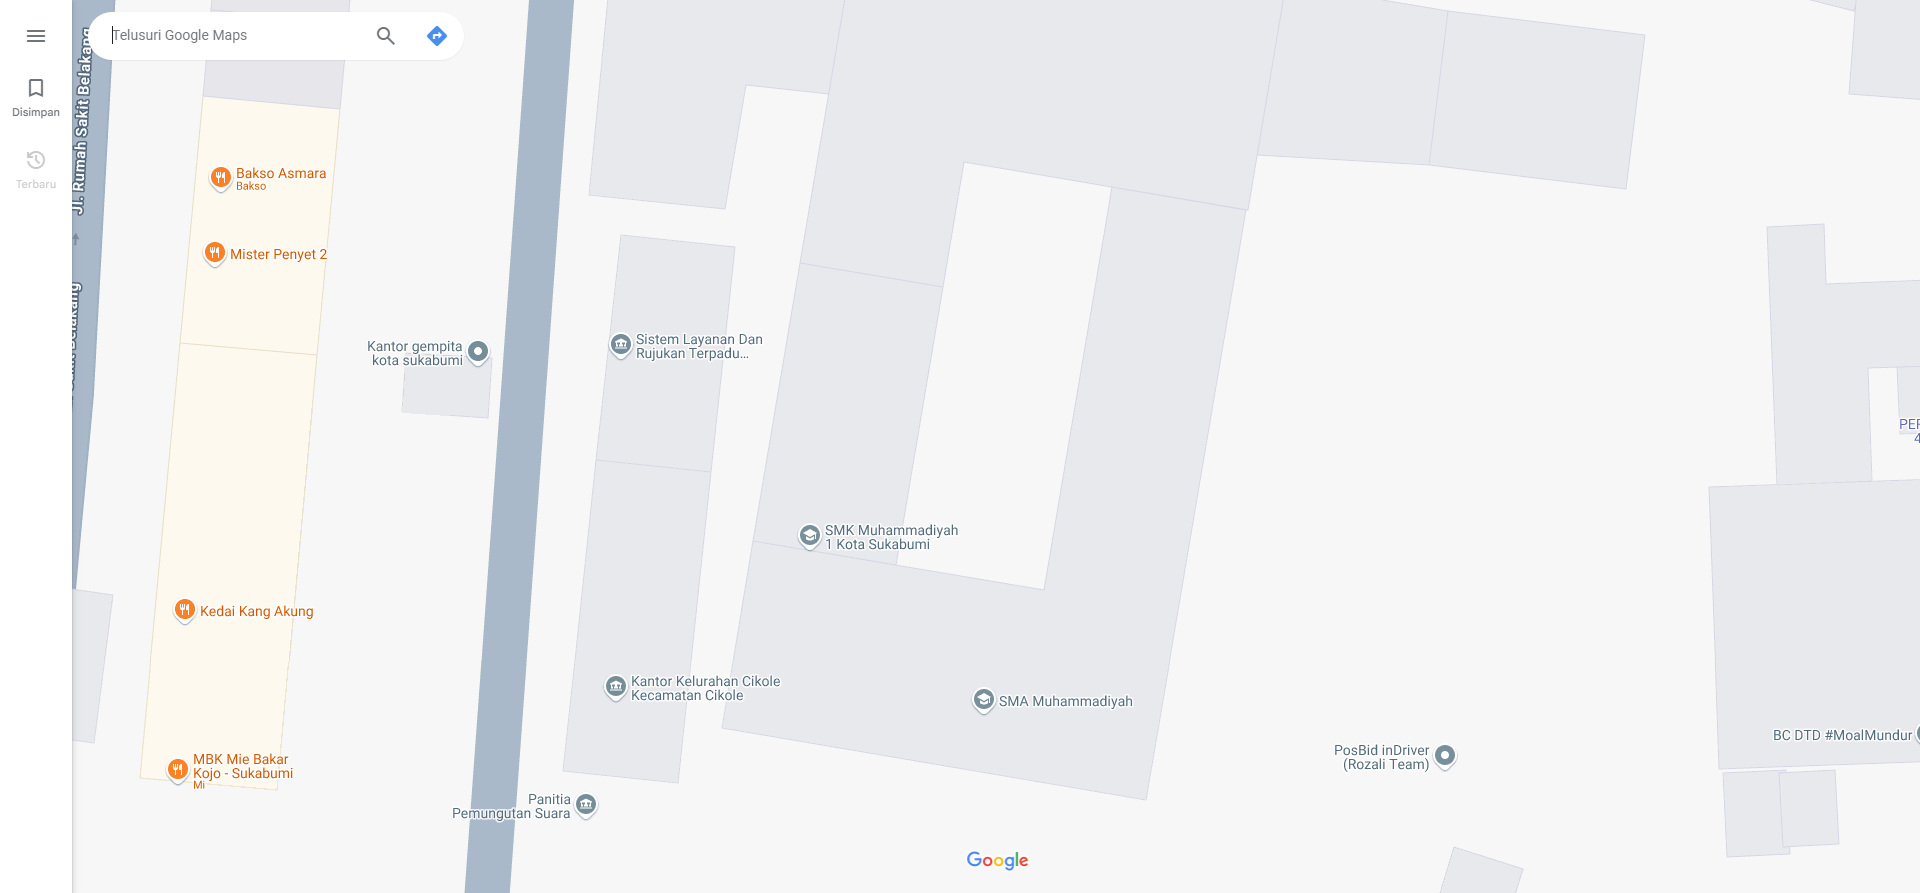 Telusuri Google Maps
Disimpan
Terbaru
Jl. Rumah Sakit Belakang
Bakso Asmara
Bakso
Mister Penyet 2
Kantor gempita
kota sukabumi
Sistem Layanan Dan
Rujukan Terpadu...
SMK Muhammadiyah
1 Kota Sukabumi
Kedai Kang Akung
Kantor Kelurahan Cikole
Kecamatan Cikole
SMA Muhammadiyah
MBK Mie Bakar
Kojo - Sukabumi
Mi
Panitia
Pemungutan Suara
PosBid inDriver
(Rozali Team)
BC DTD #MoalMundur
Google